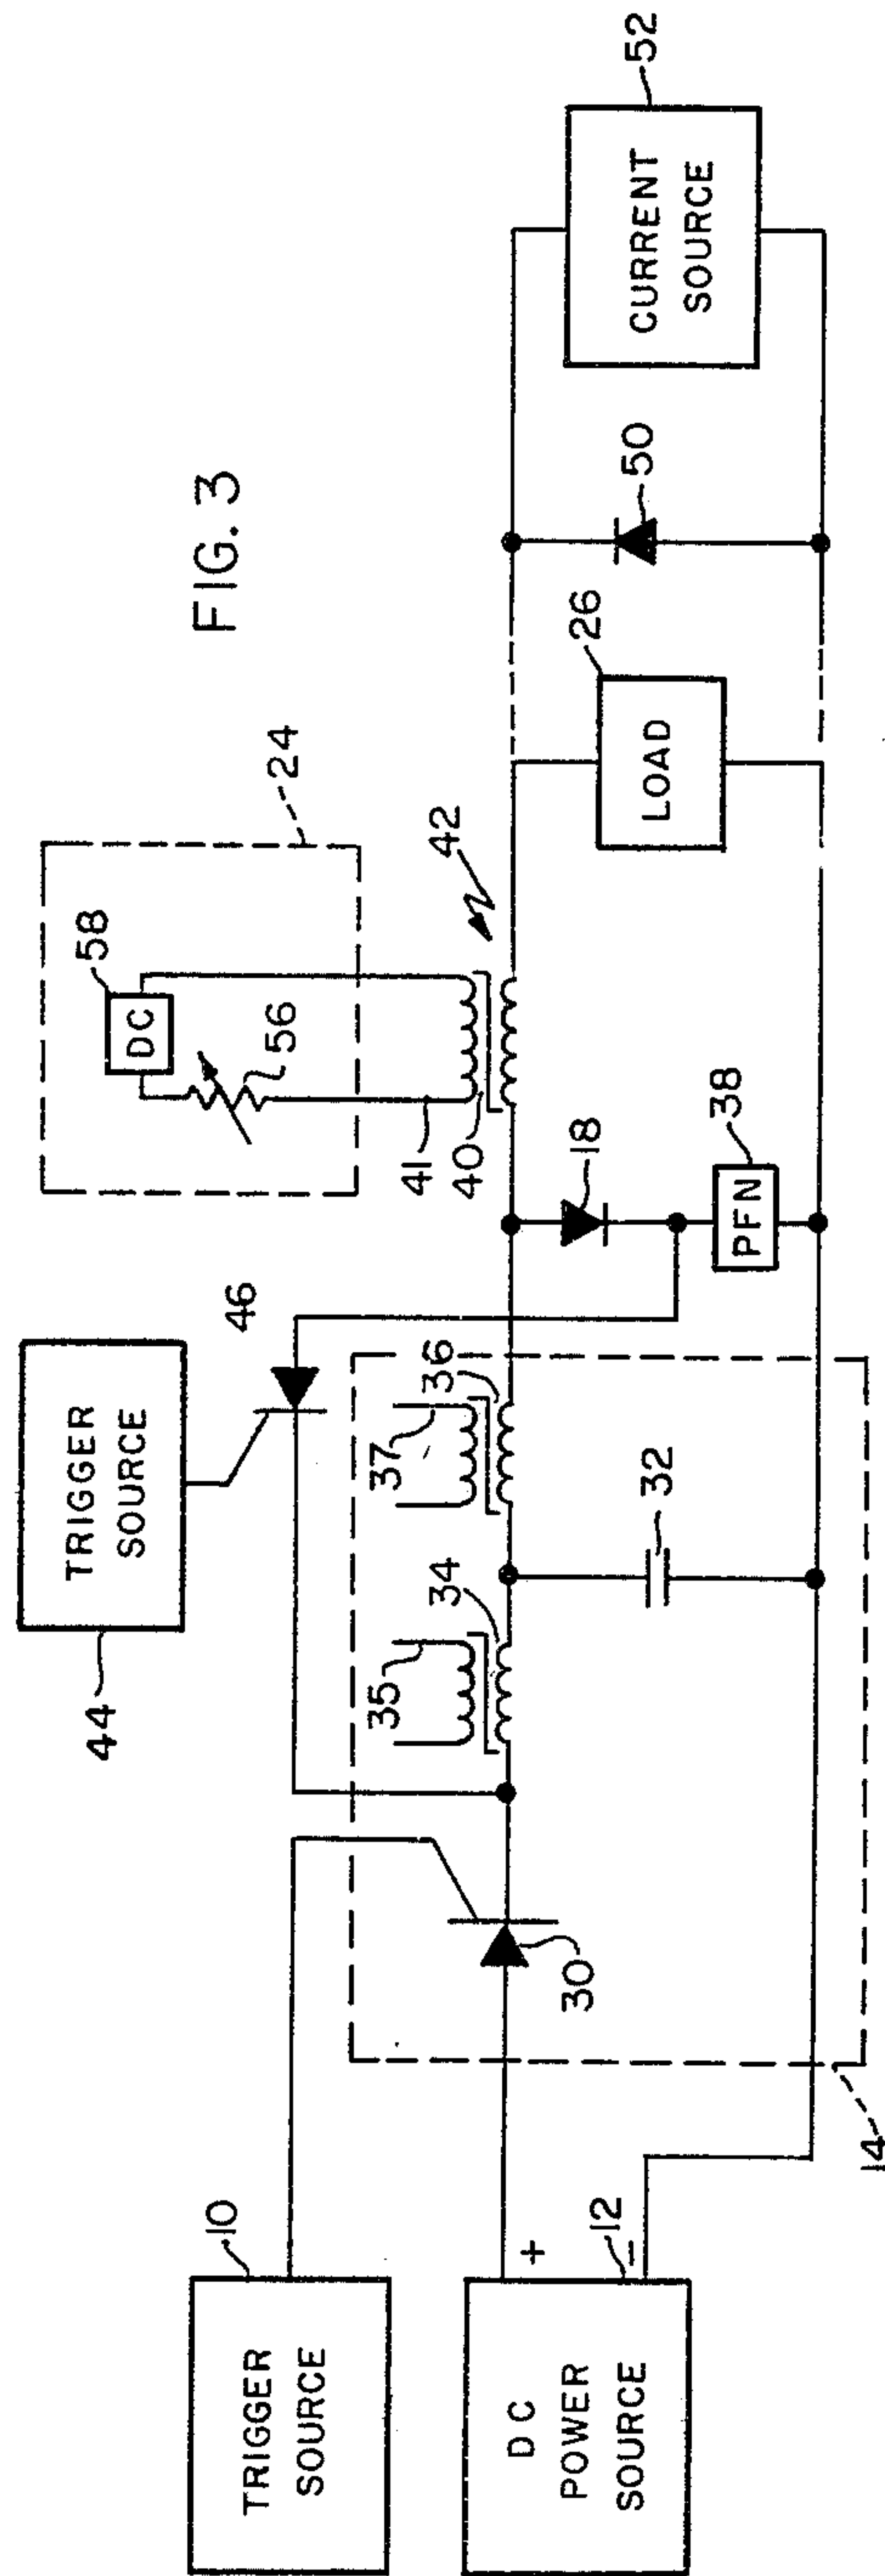 FIG. 3
TRIGGER
SOURCE
10
DC
POWER
SOURCE
12
+
−
14
30
TRIGGER
SOURCE
44
46
35
34
37
36
32
18
PFN
38
41
40
42
DC
58
56
24
LOAD
26
50
CURRENT
SOURCE
52